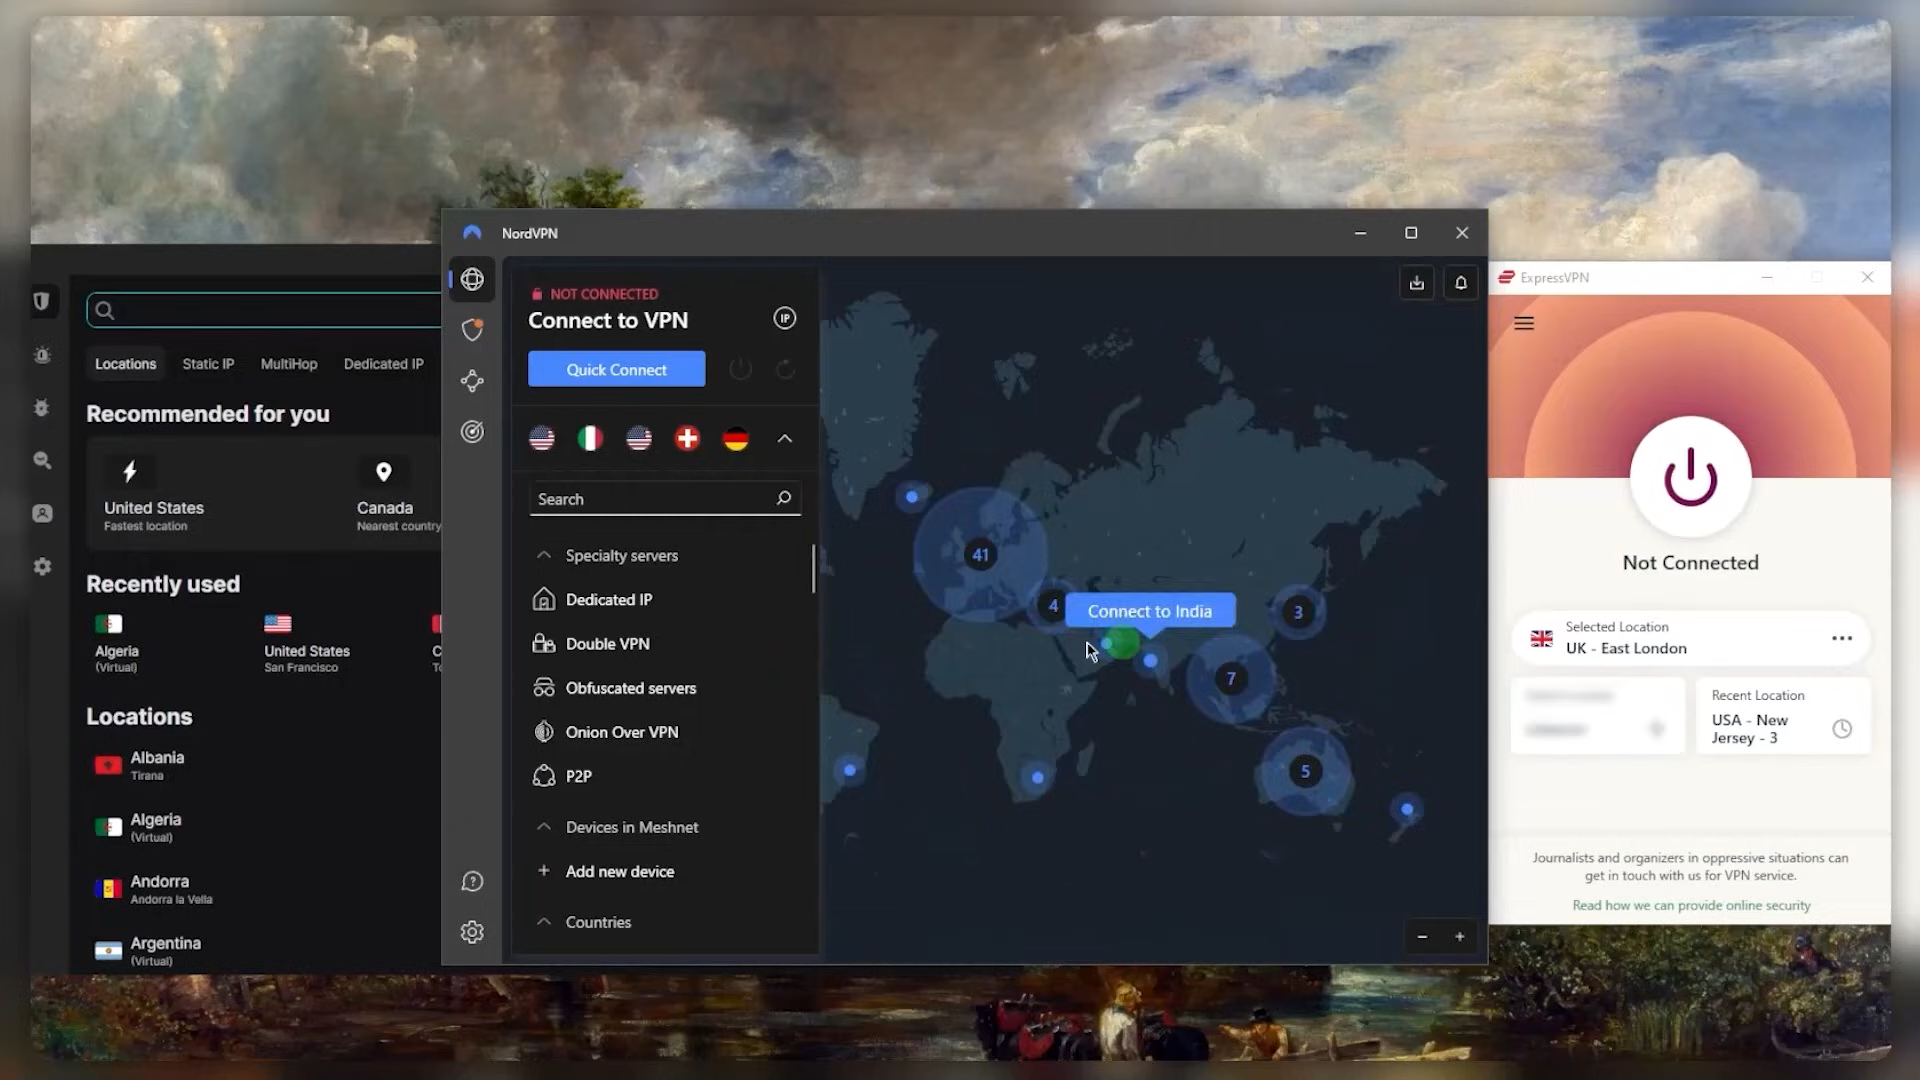 Locations
Static IP
MultiHop
Dedicated IP
Recommended for you
United States
Fastest location
Canada
Nearest country
Recently used
Algeria
(Virtual)
United States
San Francisco
Locations
Albania
Tirana
Algeria
(Virtual)
Andorra
Andorra la Vella
Argentina
(Virtual)
NordVPN
NOT CONNECTED
Connect to VPN
IP
Quick Connect
Search
Specialty servers
Dedicated IP
Double VPN
Obfuscated servers
Onion Over VPN
P2P
Devices in Meshnet
+ Add new device
Countries
41
4
Connect to India
3
7
5
- +
ExpressVPN
Not Connected
Selected Location
UK - East London
Recent Location
USA - New
Jersey - 3
Journalists and organizers in oppressive situations can
get in touch with us for VPN service.
Read how we can provide online security